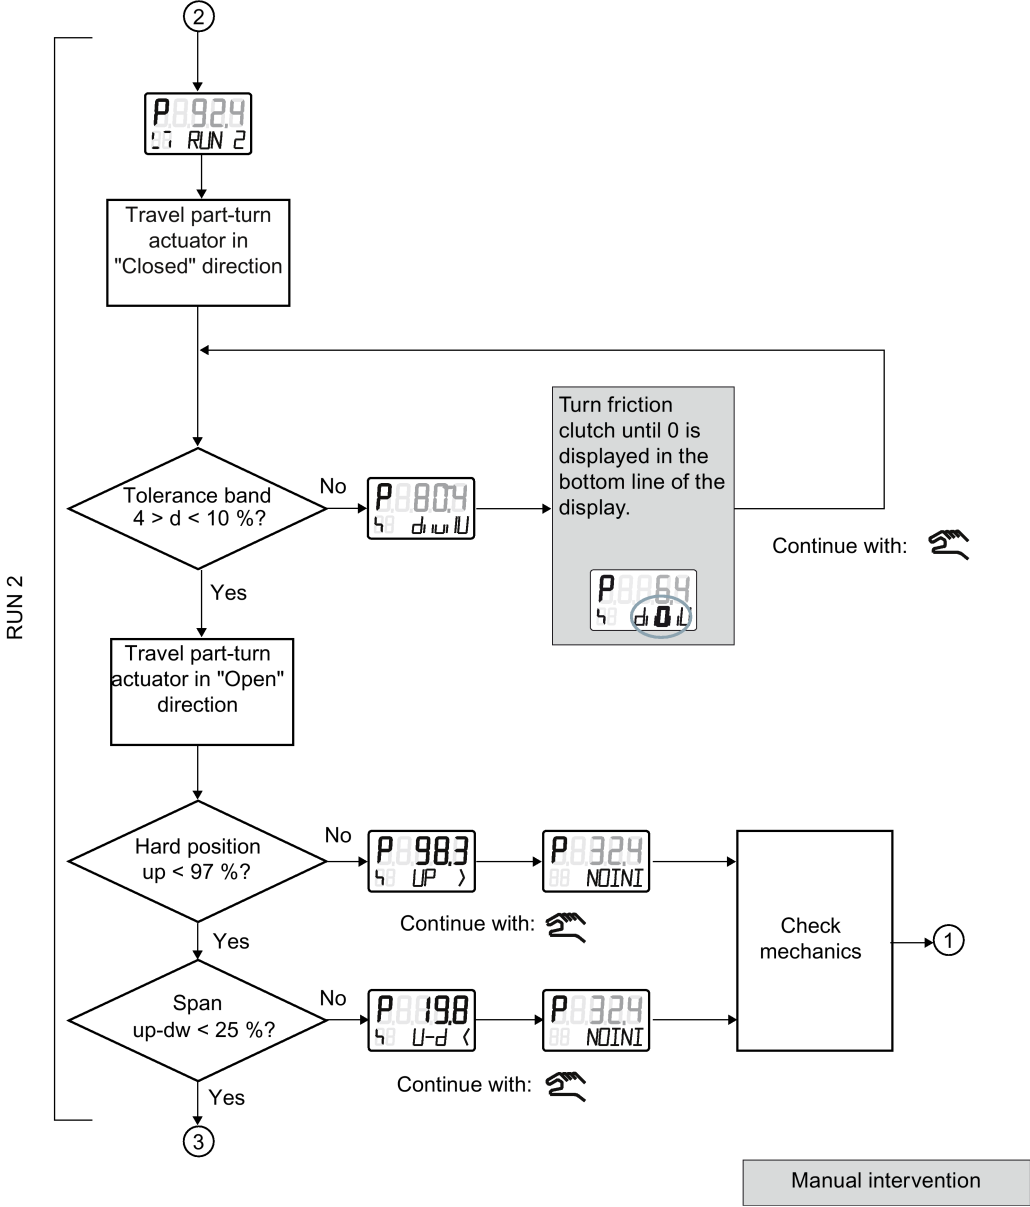 2
P 92.4
RUN 2
Travel part-turn
actuator in
"Closed" direction
Tolerance band
4 > d < 10 %?
No
P 80.4
Turn friction
clutch until 0 is
displayed in the
bottom line of the
display.
P 6.4
Continue with:
Yes
RUN 2
Travel part-turn
actuator in "Open"
direction
Hard position
up < 97 %?
No
P 98.3
UP >
P 32.4
NOINI
Continue with:
Check
mechanics
1
Yes
Span
up-dw < 25 %?
No
P 19.8
U-d <
P 32.4
NOINI
Continue with:
Yes
3
Manual intervention